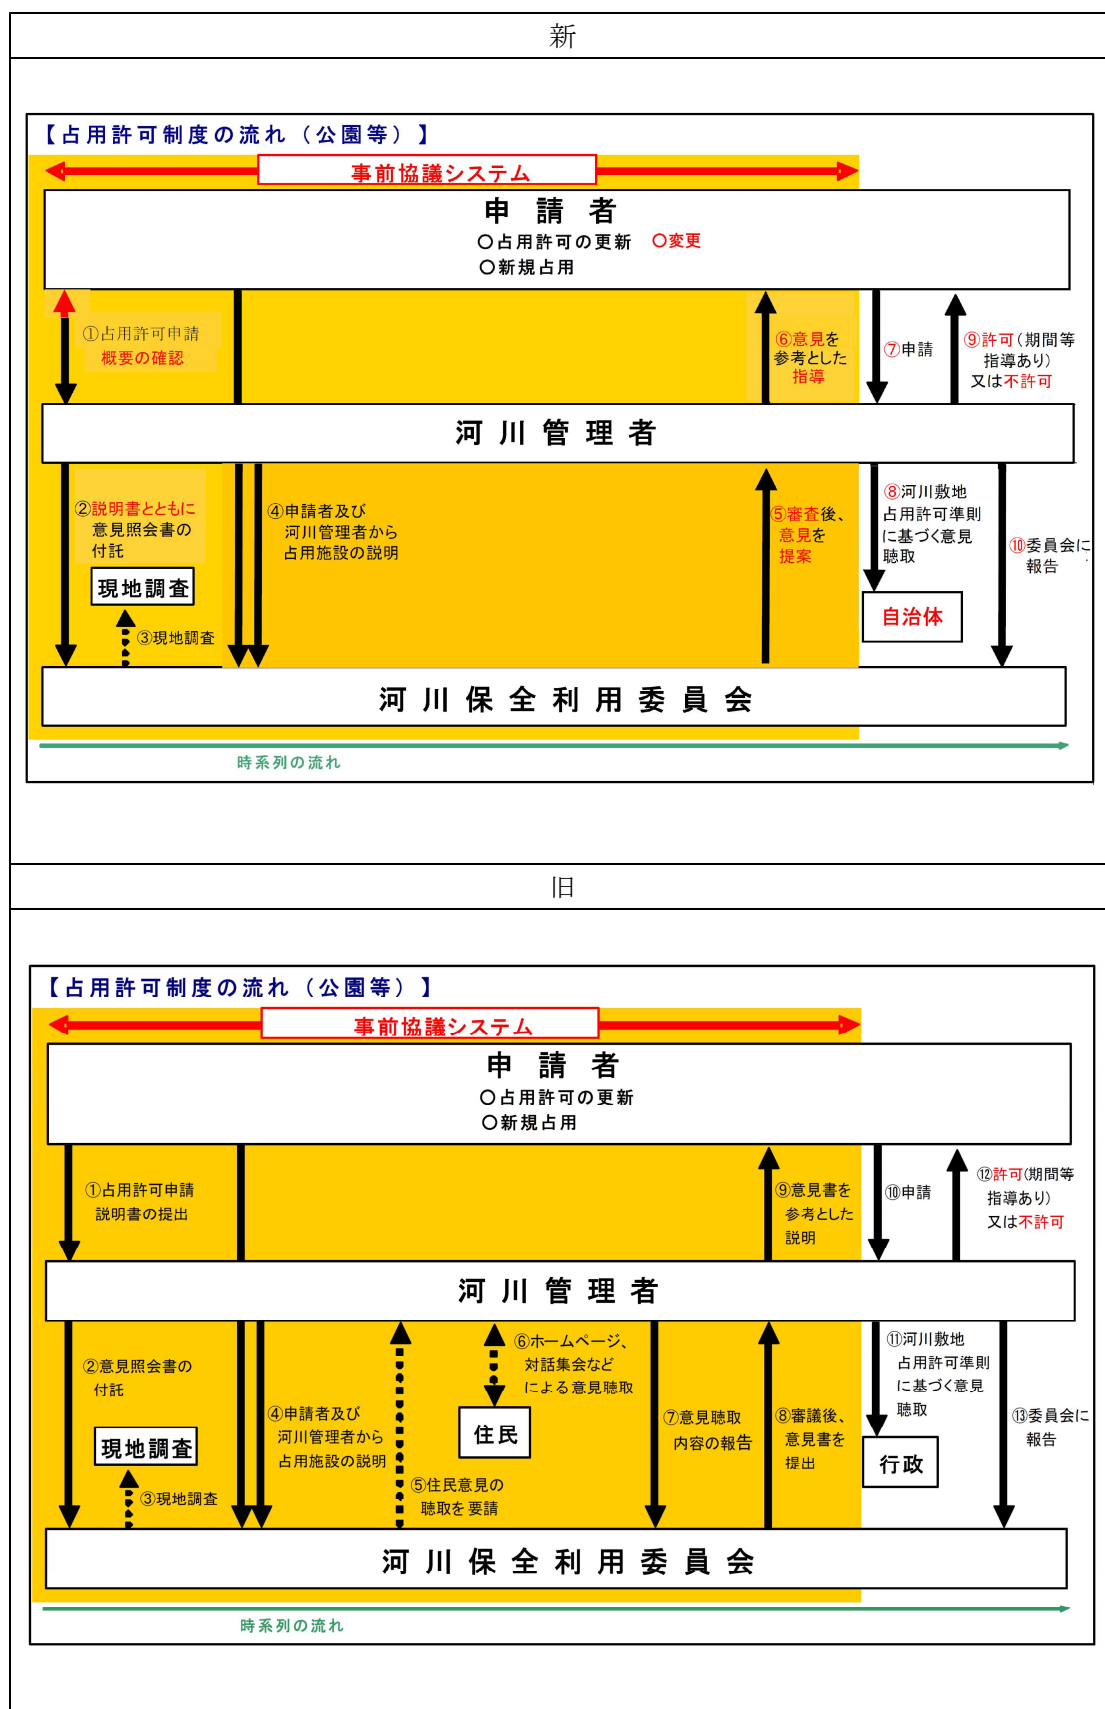 新
【占用許可制度の流れ（公園等）】
事前協議システム
申請者
○占用許可の更新 ○変更
○新規占用
①占用許可申請
概要の確認
⑥意見を
参考とした
指導
⑦申請
⑨許可(期間等
指導あり)
又は不許可
河川管理者
②説明書とともに
意見照会書の
付託
現地調査
③現地調査
④申請者及び
河川管理者から
占用施設の説明
⑤審査後、
意見を
提案
⑧河川敷地
占用許可準則
に基づく意見
聴取
自治体
⑩委員会に
報告
河川保全利用委員会
時系列の流れ
旧
【占用許可制度の流れ（公園等）】
事前協議システム
申請者
○占用許可の更新
○新規占用
①占用許可申請
説明書の提出
⑨意見書を
参考とした
説明
⑩申請
⑫許可(期間等
指導あり)
又は不許可
河川管理者
②意見照会書の
付託
現地調査
③現地調査
④申請者及び
河川管理者から
占用施設の説明
⑤住民意見の
聴取を要請
⑥ホームページ、
対話集会など
による意見聴取
住民
⑦意見聴取
内容の報告
⑧審議後、
意見書を
提出
⑪河川敷地
占用許可準則
に基づく意見
聴取
行政
⑬委員会に
報告
河川保全利用委員会
時系列の流れ